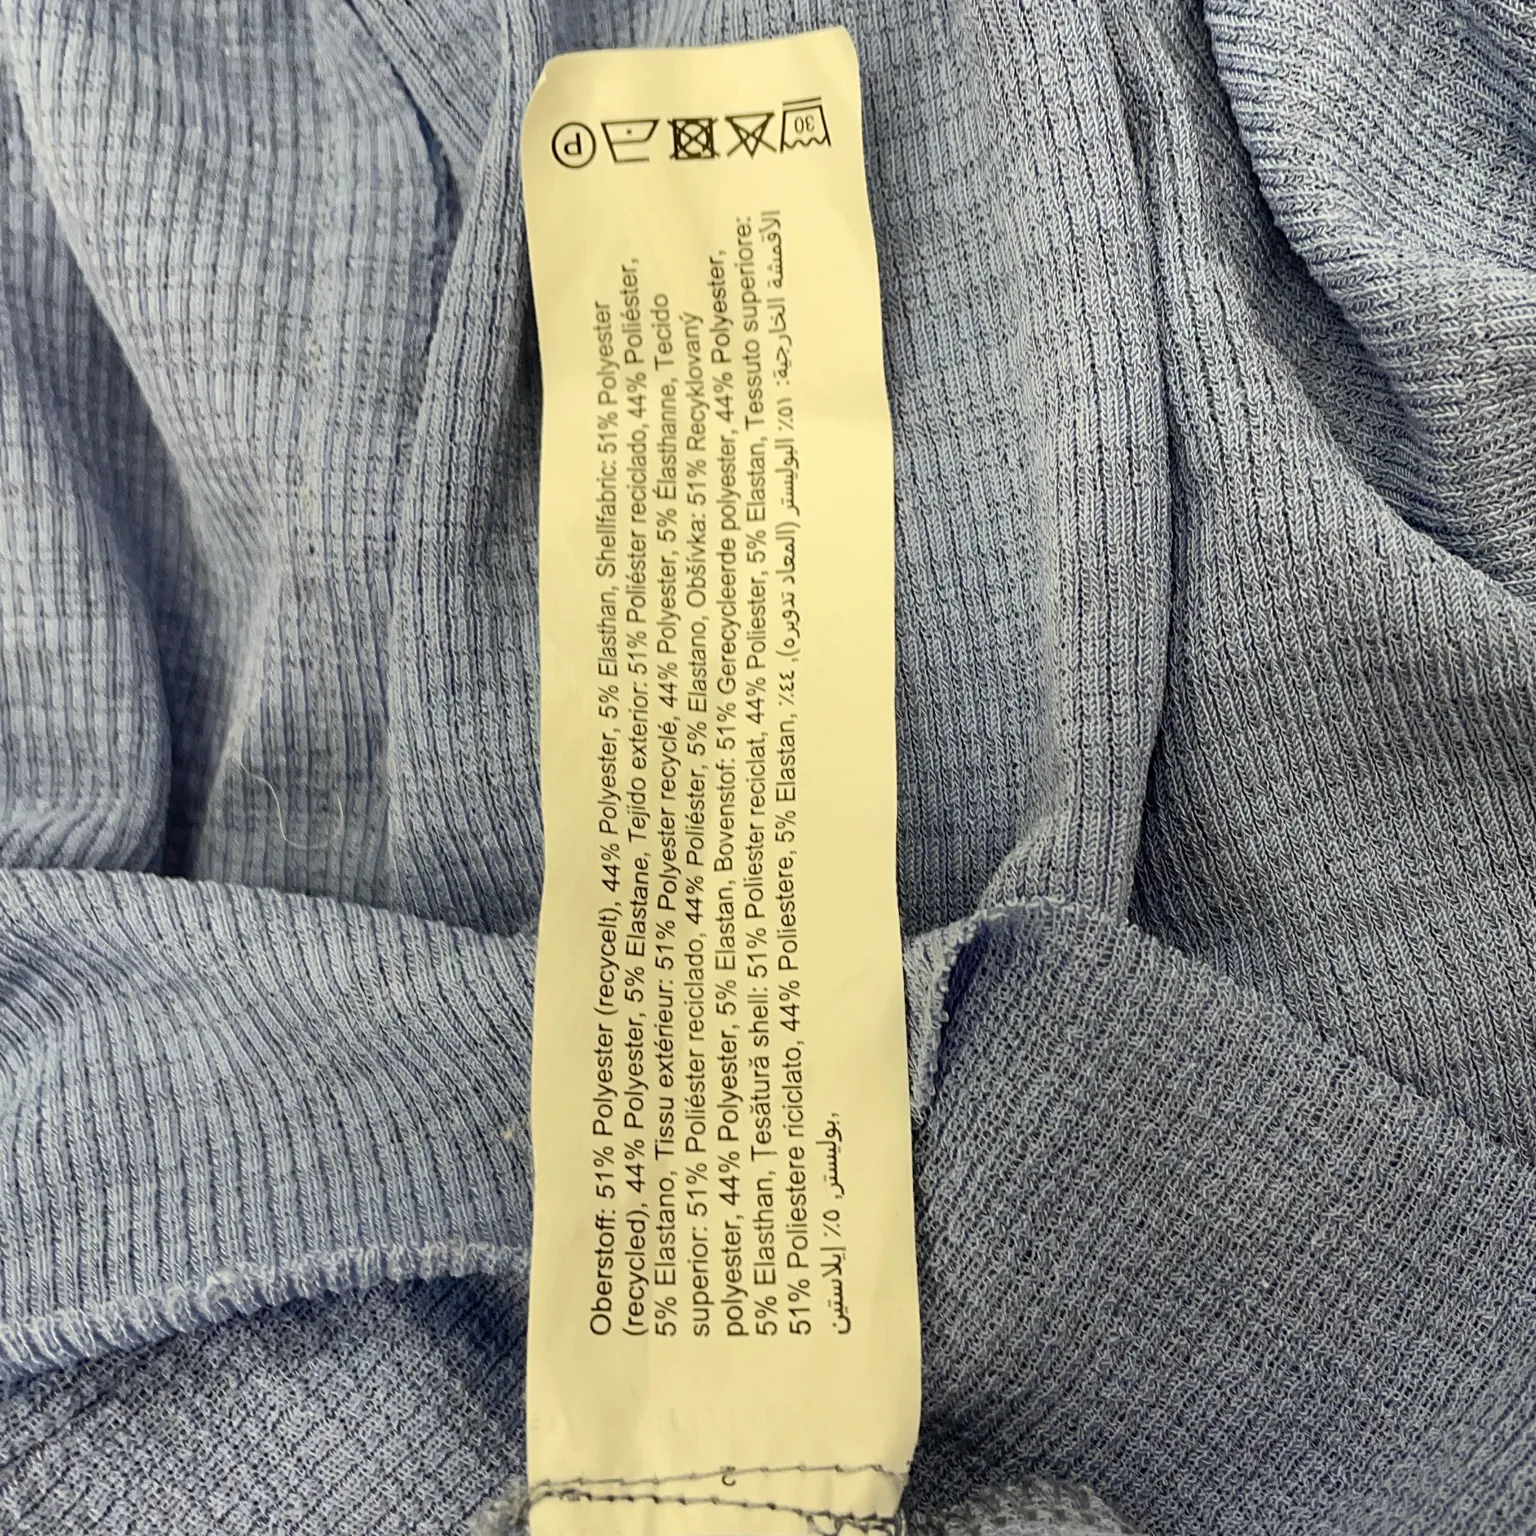 Oberstoff: 51% Polyester (recycelt), 44% Polyester, 5% Elasthan, Shellfabric: 51% Polyester
(recycled), 44% Polyester, 5% Elastane, Tejido exterior: 51% Poliéster reciclado, 44% Poliéster,
5% Elastano, Tissu extérieur: 51% Polyester recyclé, 44% Polyester, 5% Élasthanne, Tecido
superior: 51% Poliéster reciclado, 44% Poliéster, 5% Elastano, Obšívka: 51% Recyklovaný
polyester, 44% Polyester, 5% Elastan, Bovenstof: 51% Gerecycleerde polyester, 44% Polyester,
5% Elasthan, Tesătură shell: 51% Poliester reciclat, 44% Poliester, 5% Elastan, Tessuto superiore:
51% Poliestere riciclato, 44% Poliestere, 5% Elastan, الأقمشة الخارجية: ٥١٪ البوليستر (المعاد تدويره), ٤٤٪
بوليستر, ٥٪ إيلاستين,
30
P